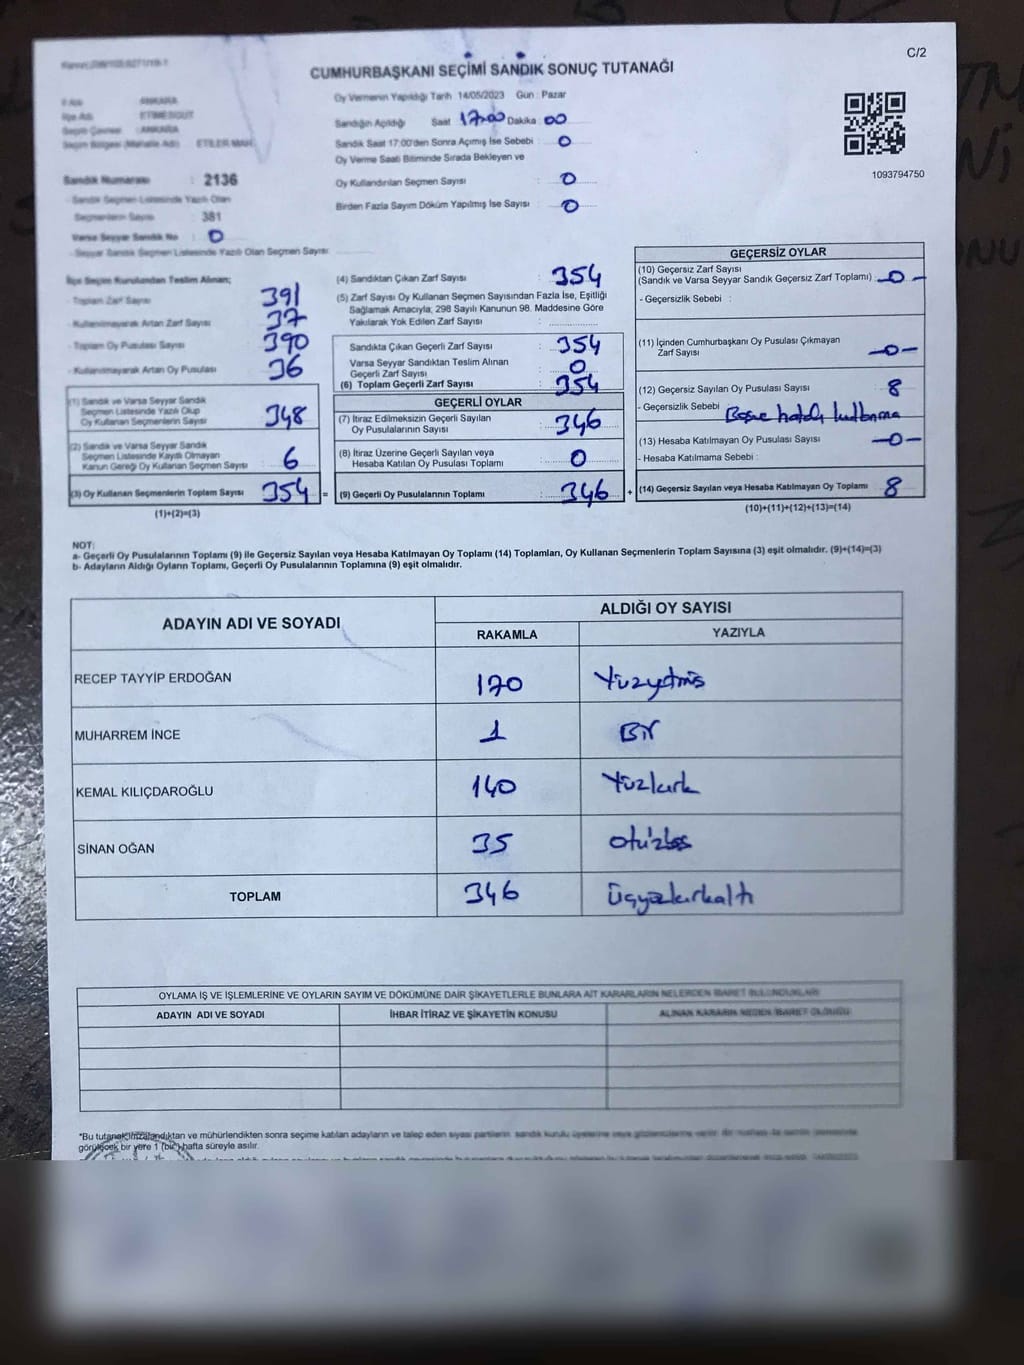 C/2
CUMHURBAŞKANI SEÇİMİ SANDIK SONUÇ TUTANAĞI
Oy Vermenin Yapıldığı Tarih 14/05/2023 Gün : Pazar
Sandığın Açıldığı Saat 17:00 Dakika : 00
Sandık Saat 17:00'den Sonra Açımış İse Sebebi : 0
Oy Verme Saati Bitiminde Sırada Bekleyen ve
Oy Kullandırılan Seçmen Sayısı : 0
Birden Fazla Sayım Döküm Yapılmış İse Sayısı : 0
1093794750
ANKARA
ETİMESGUT
ANKARA
ETİLER MAH.
Sandık Numarası : 2136
- Sandık Seçmen Listesinde Yazılı Olan
Seçmenlerin Sayısı : 381
Varsa Seyyar Sandık No : 0
- Seyyar Sandık Seçmen Listesinde Yazılı Olan Seçmen Sayısı:
İlçe Seçim Kurulundan Teslim Alınan;
- Toplam Zarf Sayısı 391
- Kullanılmayarak Artan Zarf Sayısı 37
- Toplam Oy Pusulası Sayısı 390
- Kullanılmayarak Artan Oy Pusulası 36
(1) Sandık ve Varsa Seyyar Sandık
Seçmen Listesinde Yazılı Olup
Oy Kullanan Seçmenlerin Sayısı 348
(2) Sandık ve Varsa Seyyar Sandık
Seçmen Listesinde Kayıtlı Olmayan
Kanun Gereği Oy Kullanan Seçmen Sayısı 6
(3) Oy Kullanan Seçmenlerin Toplam Sayısı 354 =
(1)+(2)=(3)
(4) Sandıktan Çıkan Zarf Sayısı : 354
(5) Zarf Sayısı Oy Kullanan Seçmen Sayısından Fazla İse, Eşitliği
Sağlamak Amacıyla; 298 Sayılı Kanunun 98. Maddesine Göre
Yakılarak Yok Edilen Zarf Sayısı :
Sandıkta Çıkan Geçerli Zarf Sayısı : 354
Varsa Seyyar Sandıktan Teslim Alınan
Geçerli Zarf Sayısı : 0
(6) Toplam Geçerli Zarf Sayısı : 354
GEÇERLİ OYLAR
(7) İtiraz Edilmeksizin Geçerli Sayılan
Oy Pusulalarının Sayısı : 346
(8) İtiraz Üzerine Geçerli Sayılan veya
Hesaba Katılan Oy Pusulası Toplamı : 0
(9) Geçerli Oy Pusulalarının Toplamı : 346 +
GEÇERSİZ OYLAR
(10) Geçersiz Zarf Sayısı
(Sandık ve Varsa Seyyar Sandık Geçersiz Zarf Toplamı) -0-
- Geçersizlik Sebebi :
(11) İçinden Cumhurbaşkanı Oy Pusulası Çıkmayan
Zarf Sayısı -0-
(12) Geçersiz Sayılan Oy Pusulası Sayısı 8
- Geçersizlik Sebebi hatalı kullanma
(13) Hesaba Katılmayan Oy Pusulası Sayısı -0-
- Hesaba Katılmama Sebebi :
(14) Geçersiz Sayılan veya Hesaba Katılmayan Oy Toplamı 8
(10)+(11)+(12)+(13)=(14)
NOT:
a- Geçerli Oy Pusulalarının Toplamı (9) ile Geçersiz Sayılan veya Hesaba Katılmayan Oy Toplamı (14) Toplamları, Oy Kullanan Seçmenlerin Toplam Sayısına (3) eşit olmalıdır. (9)+(14)=(3)
b- Adayların Aldığı Oyların Toplamı, Geçerli Oy Pusulalarının Toplamına (9) eşit olmalıdır.
ADAYIN ADI VE SOYADI ALDIĞI OY SAYISI
RAKAMLA YAZIYLA
RECEP TAYYİP ERDOĞAN 170 Yüzyetmiş
MUHARREM İNCE 1 Bir
KEMAL KILIÇDAROĞLU 140 Yüzkırk
SİNAN OĞAN 35 otuzbeş
TOPLAM 346 Üçyüzkırkaltı
OYLAMA İŞ VE İŞLEMLERİNE VE OYLARIN SAYIM VE DÖKÜMÜNE DAİR ŞİKAYETLERLE BUNLARA AİT KARARLARIN NELERDEN İBARET BULUNDUKLARI
ADAYIN ADI VE SOYADI İHBAR İTİRAZ VE ŞİKAYETİN KONUSU ALINAN KARARIN NEDEN İBARET OLDUĞU
*Bu tutanak imzalandıktan ve mühürlendikten sonra seçime katılan adayların ve talep eden siyasi partilerin
görülecek bir yere 1 (bir) hafta süreyle asılır.